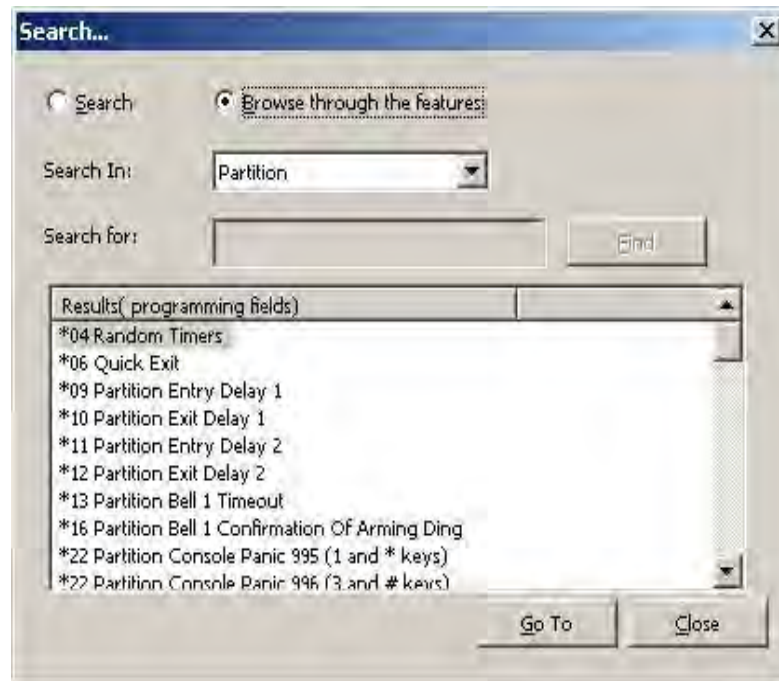 Search...
Search
Browse through the features
Search In:
Partition
Search for:
Find
Results( programming fields)
*04 Random Timers
*06 Quick Exit
*09 Partition Entry Delay 1
*10 Partition Exit Delay 1
*11 Partition Entry Delay 2
*12 Partition Exit Delay 2
*13 Partition Bell 1 Timeout
*16 Partition Bell 1 Confirmation Of Arming Ding
*22 Partition Console Panic 995 (1 and * keys)
*22 Partition Console Panic 996 (3 and # keys)
Go To
Close